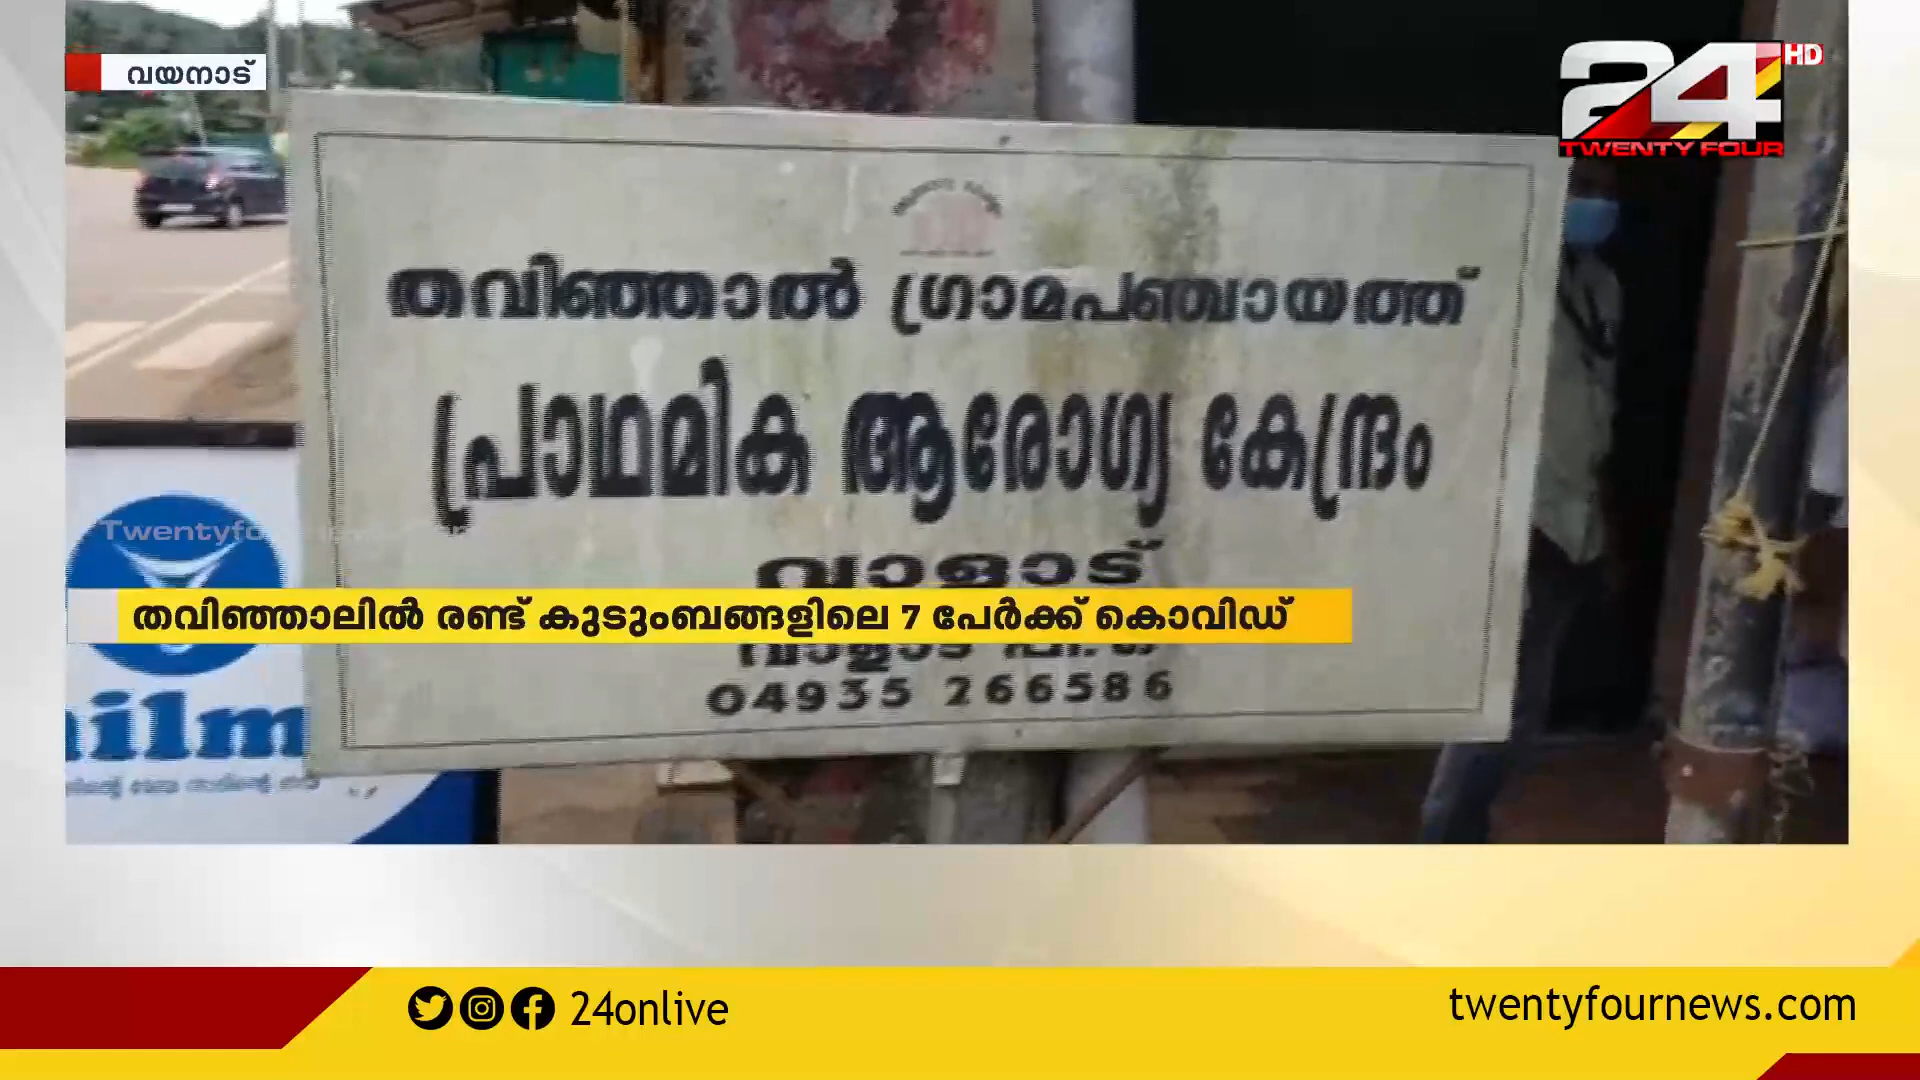 വയനാട്
24 HD
TWENTY FOUR
തവിഞ്ഞാൽ ഗ്രാമപഞ്ചായത്ത്
പ്രാഥമിക ആരോഗ്യ കേന്ദ്രം
വാളാട്
Twentyfo
തവിഞ്ഞാലിൽ രണ്ട് കുടുംബങ്ങളിലെ 7 പേർക്ക് കൊവിഡ്
വാളാട്
04935 266586
ilm
24onlive
twentyfournews.com